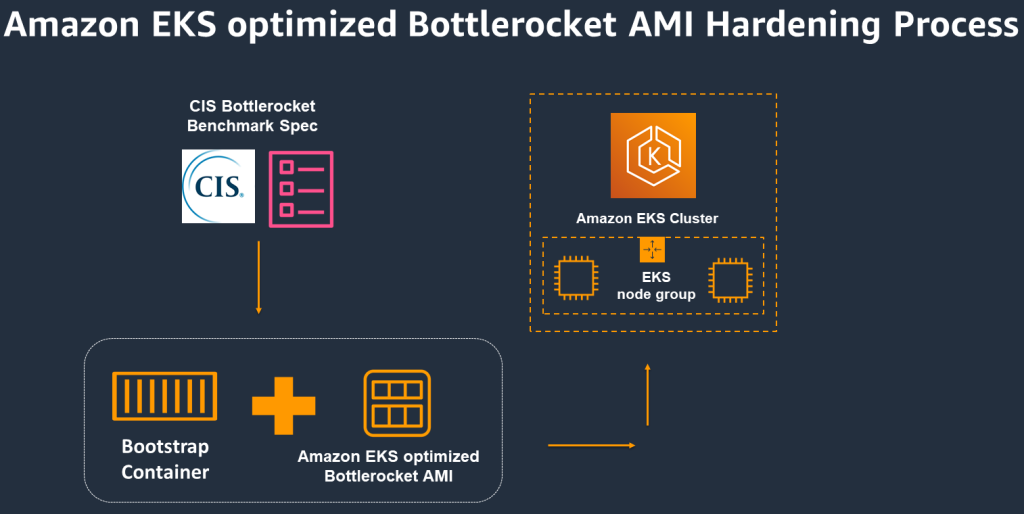 Amazon EKS optimized Bottlerocket AMI Hardening Process
CIS Bottlerocket
Benchmark Spec
CIS.
K
Amazon EKS Cluster
EKS
node group
Bootstrap
Container
Amazon EKS optimized
Bottlerocket AMI